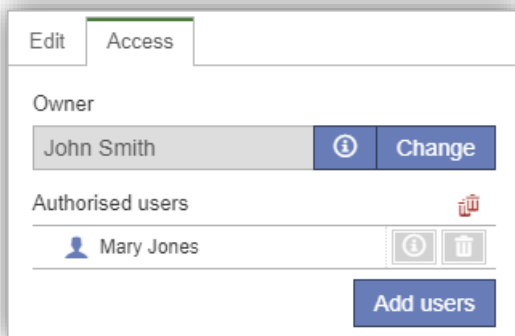 Edit Access
Owner
John Smith Change
Authorised users
Mary Jones
Add users